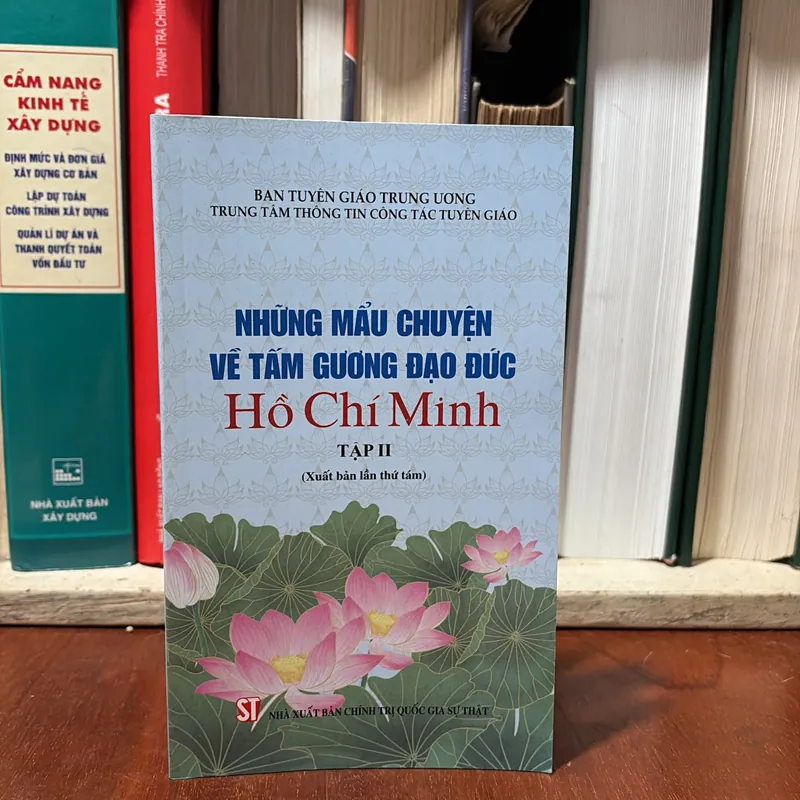 CẨM NANG
KINH TẾ
XÂY DỰNG
ĐỊNH MỨC VÀ ĐƠN GIÁ
XÂY DỰNG CƠ BẢN
LẬP DỰ TOÁN
CÔNG TRÌNH XÂY DỰNG
QUẢN LÍ DỰ ÁN VÀ
THANH QUYẾT TOÁN
VỐN ĐẦU TƯ
NHÀ XUẤT BẢN
XÂY DỰNG
THANH TRA CHÍNH
BAN TUYÊN GIÁO TRUNG ƯƠNG
TRUNG TÂM THÔNG TIN CÔNG TÁC TUYÊN GIÁO
NHỮNG MẨU CHUYỆN
VỀ TẤM GƯƠNG ĐẠO ĐỨC
Hồ Chí Minh
TẬP II
(Xuất bản lần thứ tám)
ST NHÀ XUẤT BẢN CHÍNH TRỊ QUỐC GIA SỰ THẬT